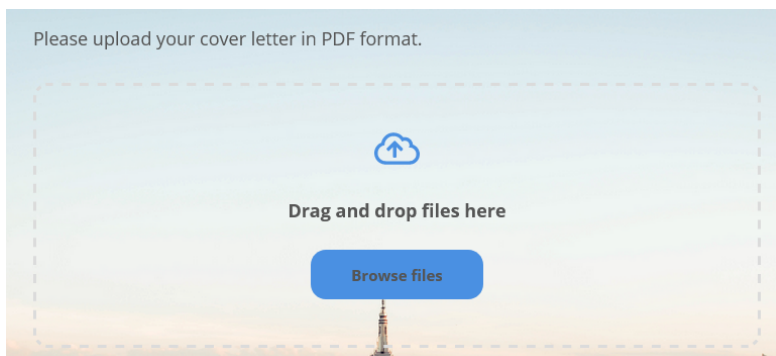 Please upload your cover letter in PDF format.
Drag and drop files here
Browse files